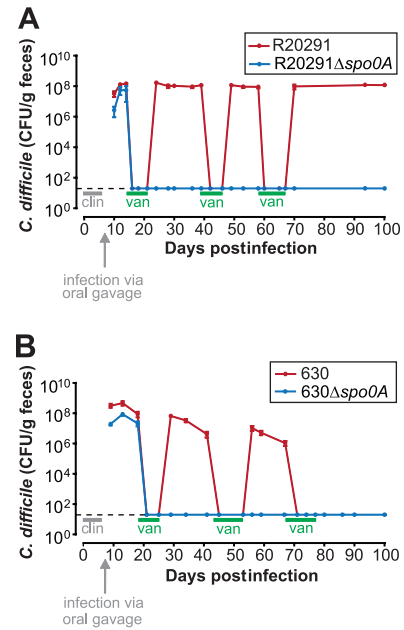 A
C. difficile (CFU/g feces)
10^10
10^8
10^6
10^4
10^2
10^0
R20291
R20291Δspo0A
clin
van
van
van
0 10 20 30 40 50 60 70 80 90 100
Days postinfection
infection via
oral gavage
B
C. difficile (CFU/g feces)
10^10
10^8
10^6
10^4
10^2
10^0
630
630Δspo0A
clin
van
van
van
0 10 20 30 40 50 60 70 80 90 100
Days postinfection
infection via
oral gavage